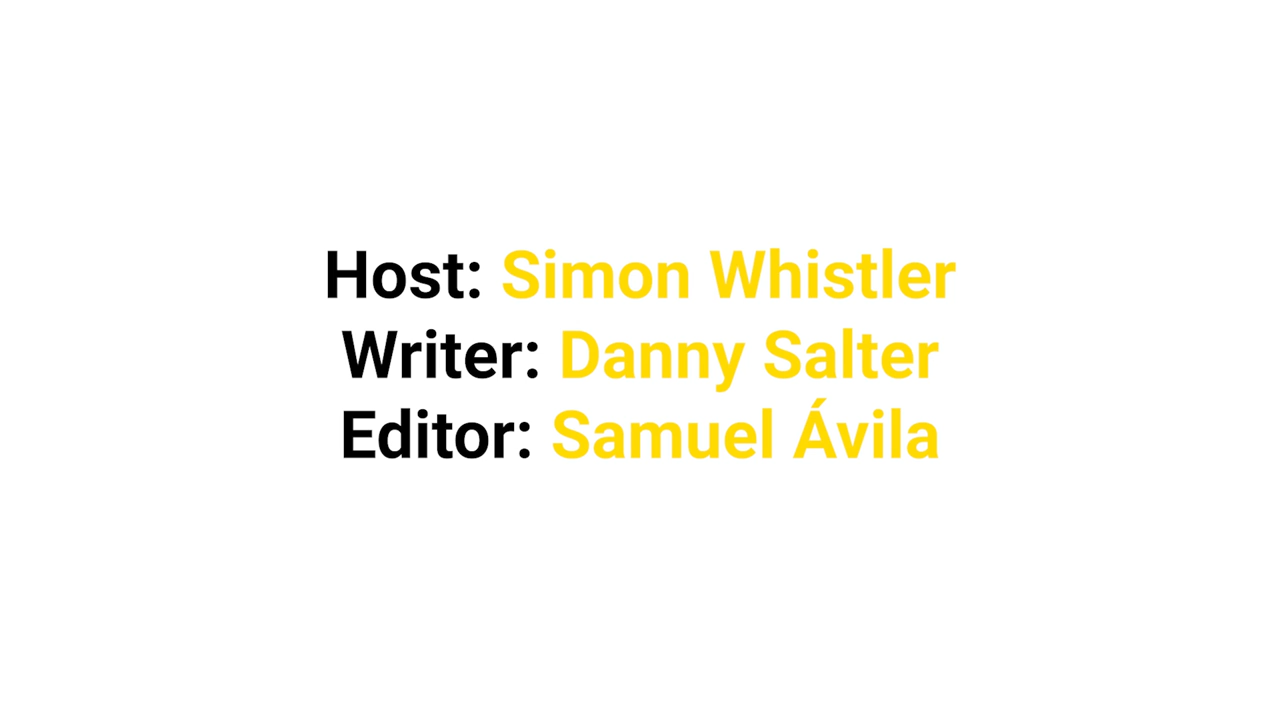 Host: Simon Whistler
Writer: Danny Salter
Editor: Samuel Ávila